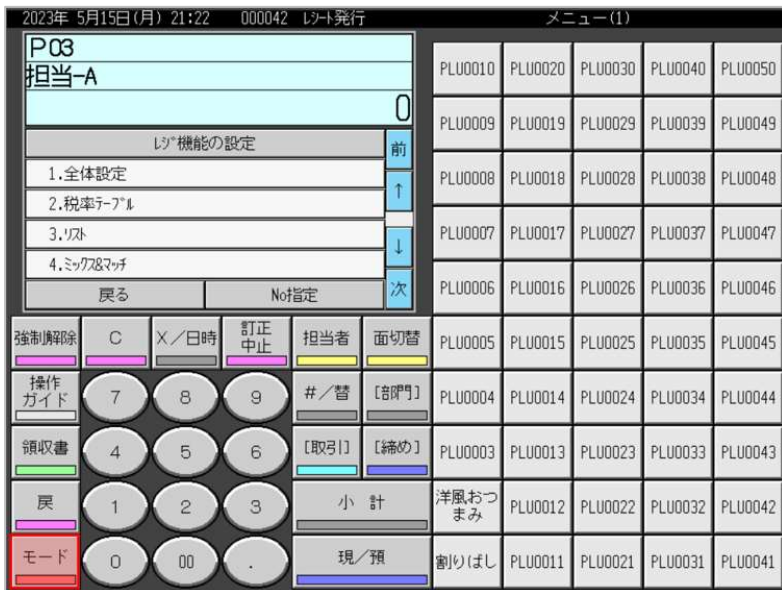 2023年 5月15日(月) 21:22 000042 ﾚｼｰﾄ発行 メニュー(1)
P03
担当-A
0
ﾚｼﾞ機能の設定
前
1.全体設定
↑
2.税率ﾃｰﾌﾞﾙ
3.ﾘｽﾄ
↓
4.ﾐｯｸｽ&ﾏｯﾁ
戻る No指定 次
PLU0010 PLU0020 PLU0030 PLU0040 PLU0050
PLU0009 PLU0019 PLU0029 PLU0039 PLU0049
PLU0008 PLU0018 PLU0028 PLU0038 PLU0048
PLU0007 PLU0017 PLU0027 PLU0037 PLU0047
PLU0006 PLU0016 PLU0026 PLU0036 PLU0046
強制解除 C X/日時 訂正
中止
担当者 面切替
PLU0005 PLU0015 PLU0025 PLU0035 PLU0045
操作
ガイド
7 8 9 #/替 [部門]
PLU0004 PLU0014 PLU0024 PLU0034 PLU0044
領収書 4 5 6 [取引] [締め]
PLU0003 PLU0013 PLU0023 PLU0033 PLU0043
戻 1 2 3 小 計
洋風おつ
まみ
PLU0012 PLU0022 PLU0032 PLU0042
モード 0 00 . 現/預
割りばし PLU0011 PLU0021 PLU0031 PLU0041